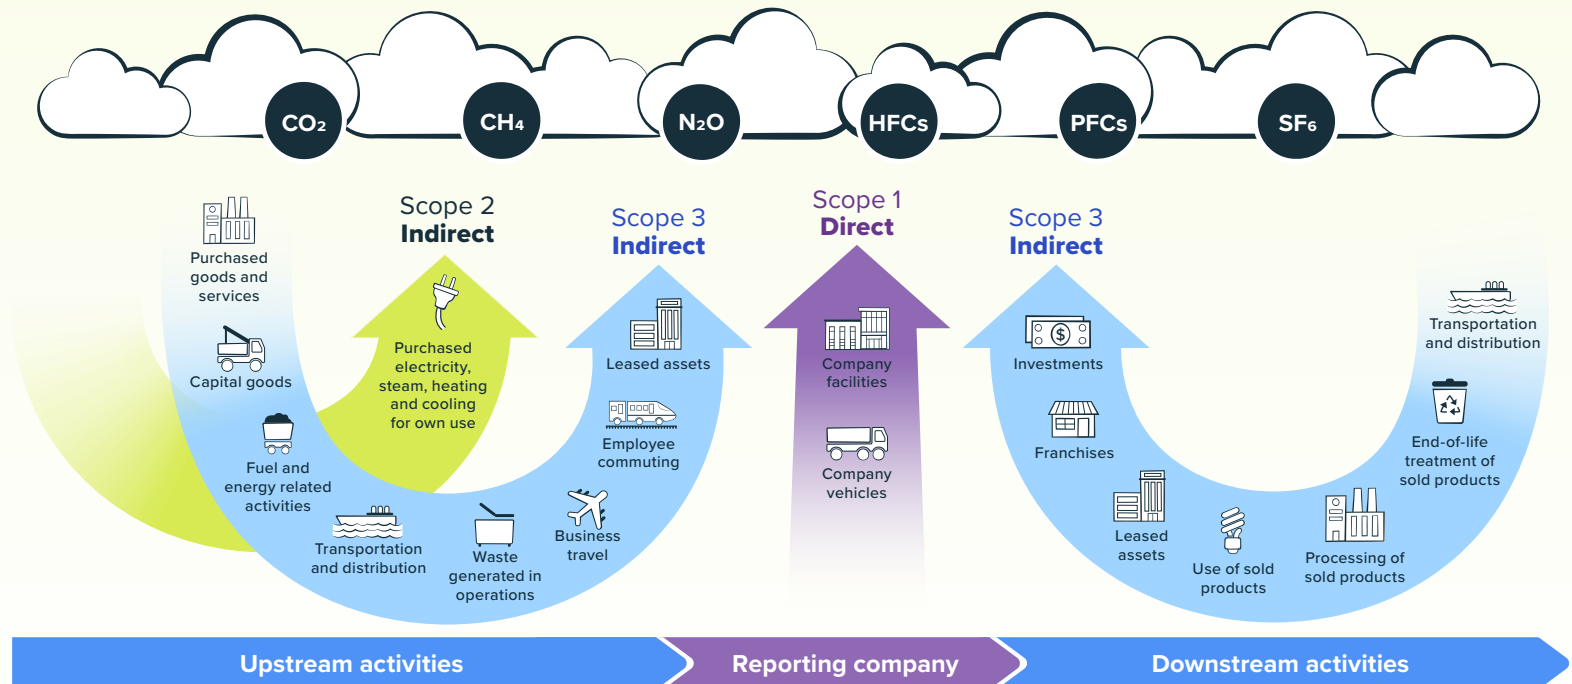 CO₂
CH₄
N₂O
HFCs
PFCs
SF₆
Scope 2
Indirect
Scope 3
Indirect
Scope 1
Direct
Scope 3
Indirect
Purchased
goods and
services
Capital goods
Fuel and
energy related
activities
Transportation
and distribution
Waste
generated in
operations
Business
travel
Employee
commuting
Leased assets
Purchased
electricity,
steam, heating
and cooling
for own use
Company
facilities
Company
vehicles
$
Investments
Franchises
Leased
assets
Use of sold
products
Processing of
sold products
End-of-life
treatment of
sold products
Transportation
and distribution
Upstream activities
Reporting company
Downstream activities